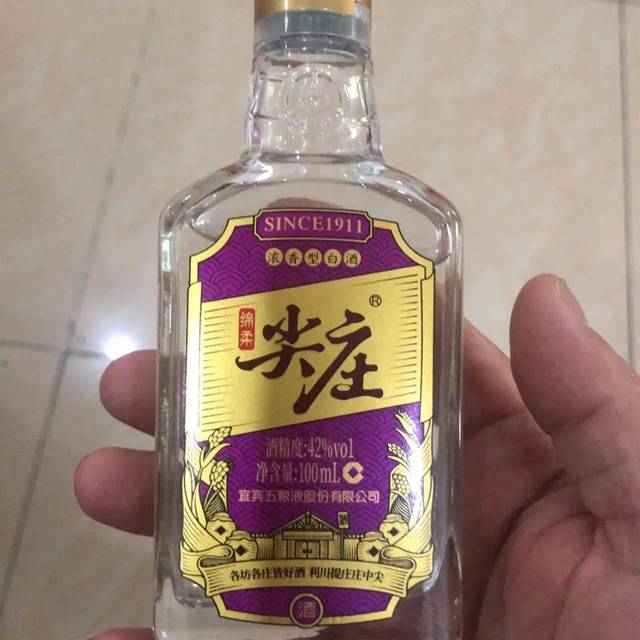 SINCE1911
浓香型白酒
绵柔
尖庄®
酒精度:42%vol
净含量:100mL
宜宾五粮液股份有限公司
各坊各庄皆好酒 利川提庄庄中尖
酒